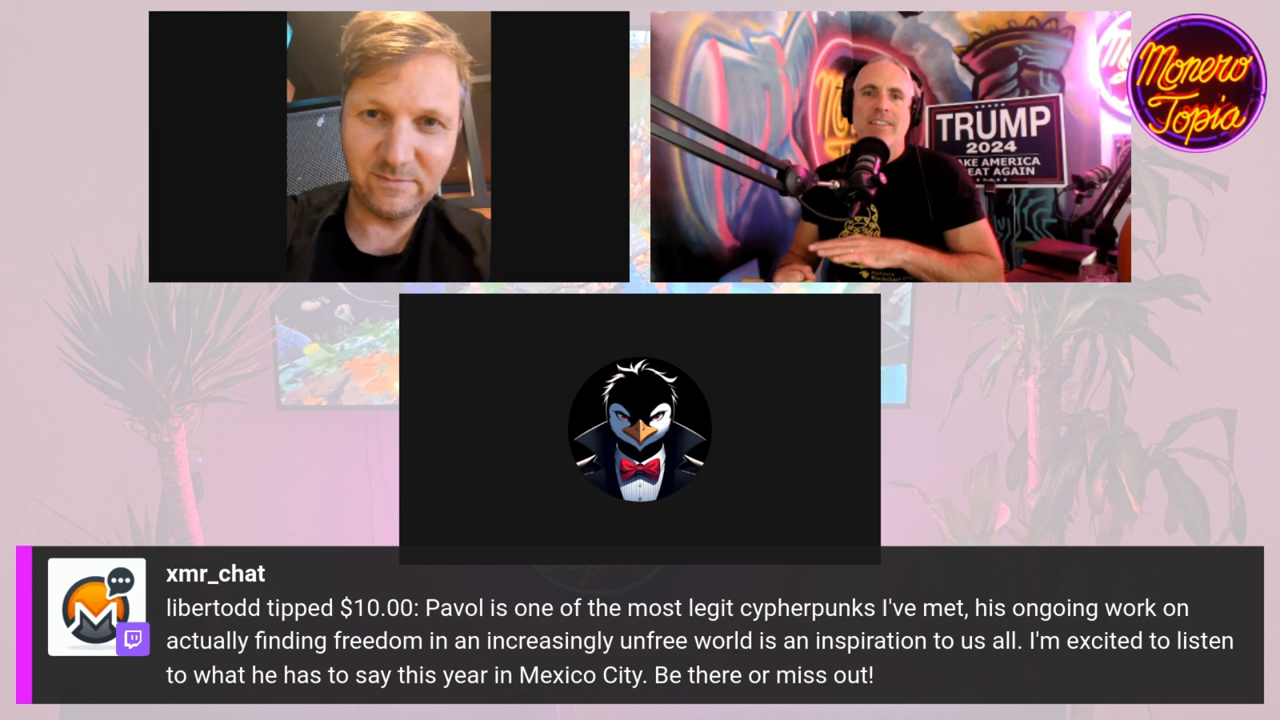 Monero
Topia
TRUMP
2024
AKE AMERICA
EAT AGAIN
xmr_chat
libertodd tipped $10.00: Pavol is one of the most legit cypherpunks I've met, his ongoing work on
actually finding freedom in an increasingly unfree world is an inspiration to us all. I'm excited to listen
to what he has to say this year in Mexico City. Be there or miss out!